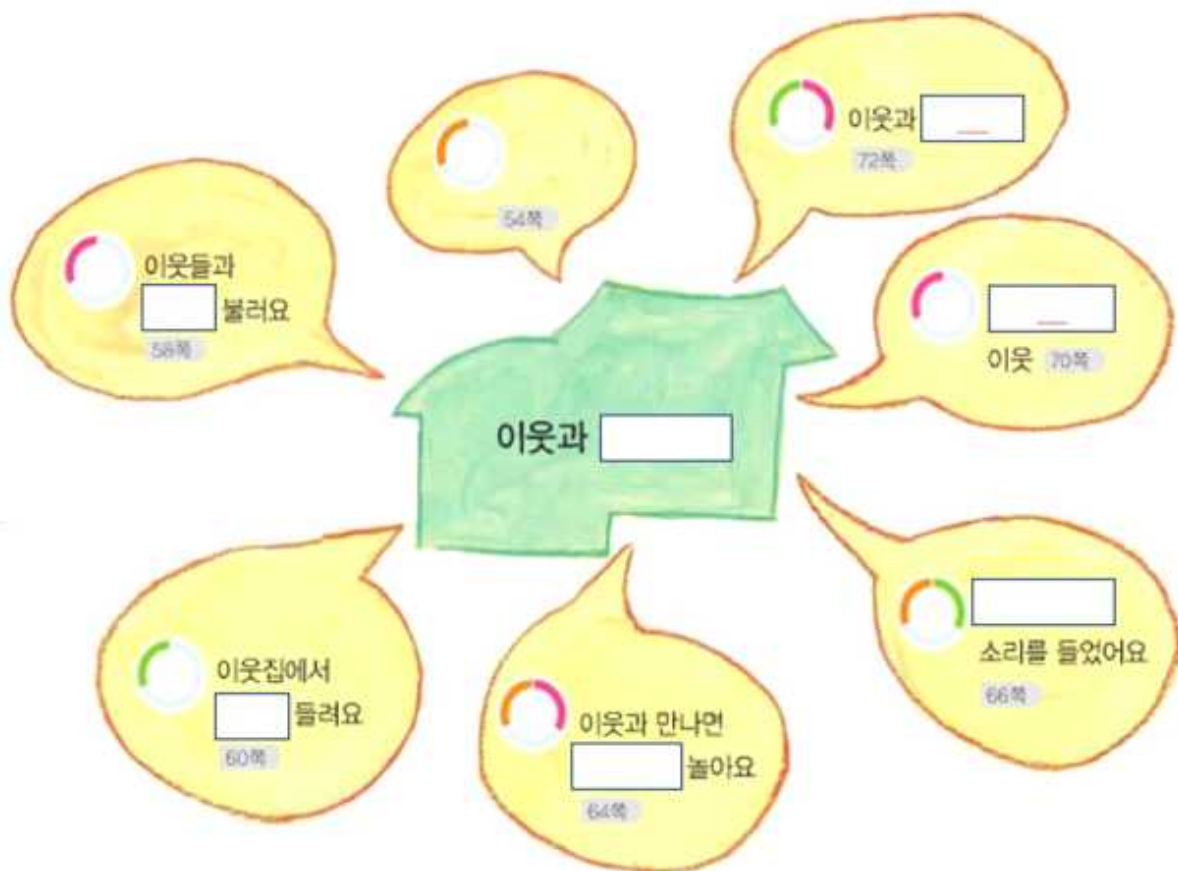 54쪽
이웃과
72쪽
이웃들과
불러요
58쪽
이웃 70쪽
이웃과
소리를 들었어요
66쪽
이웃집에서
들려요
60쪽
이웃과 만나면
놀아요
64쪽